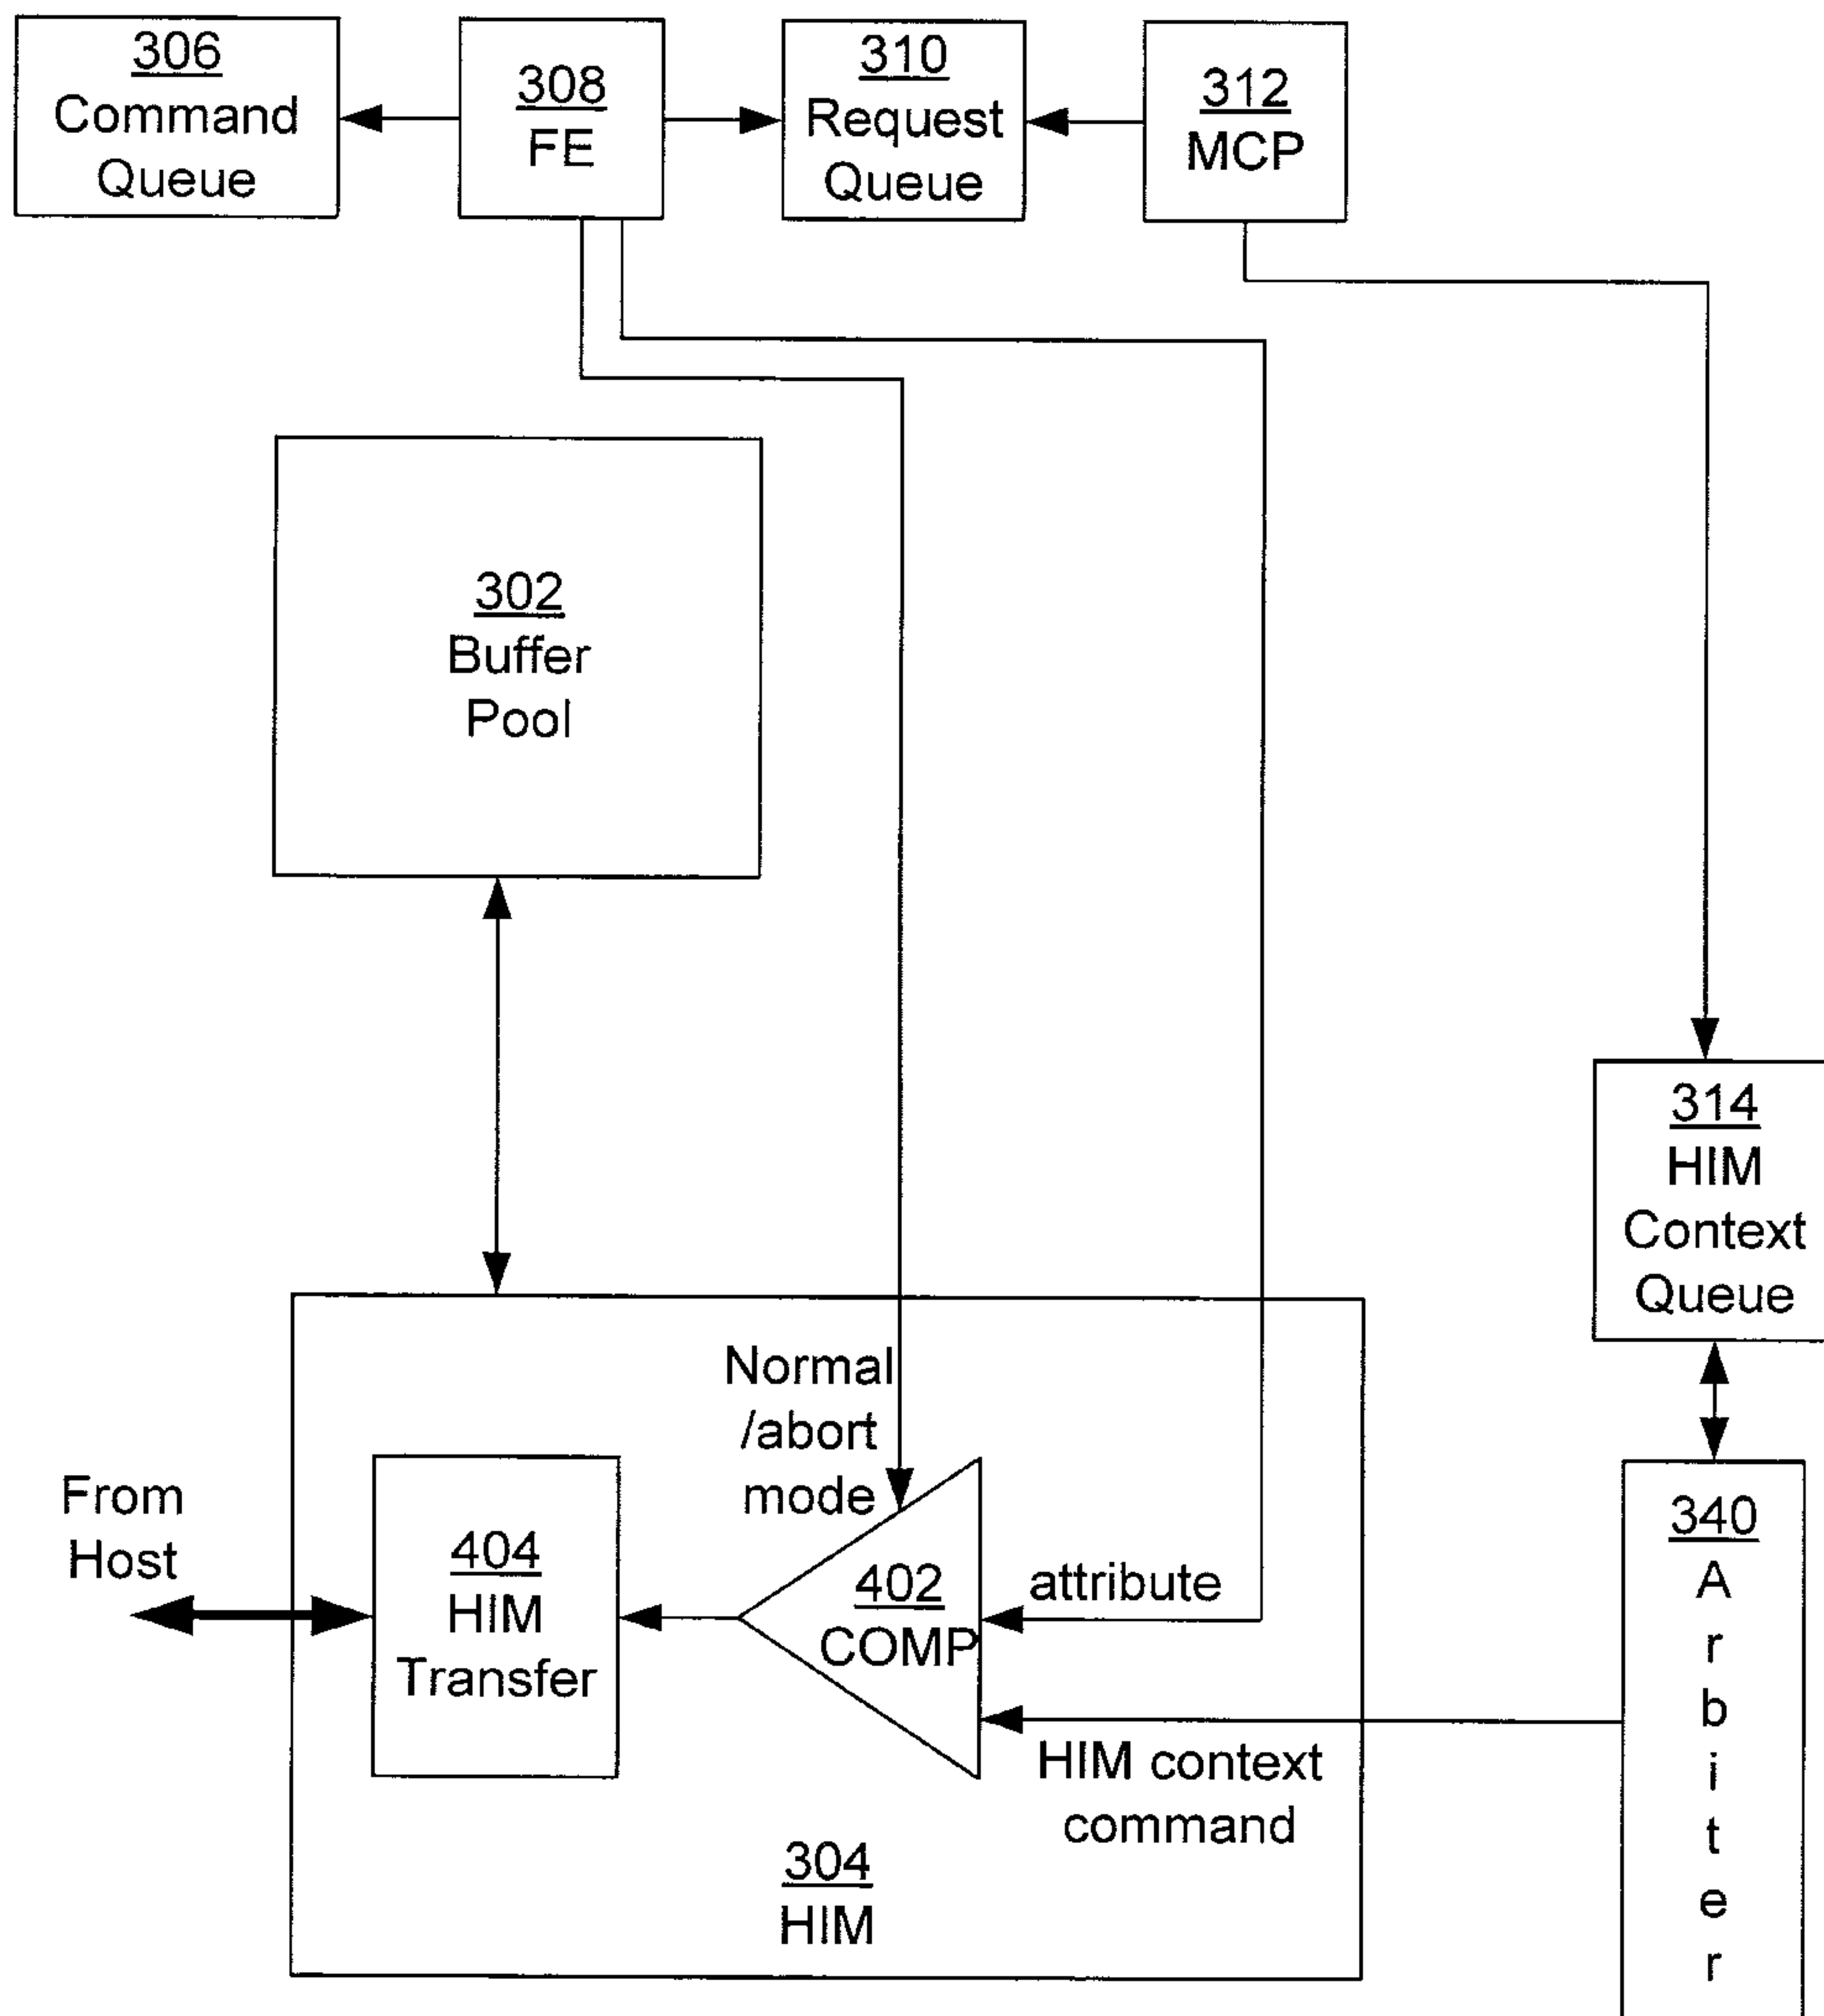 306
Command
Queue
308
FE
310
Request
Queue
312
MCP
302
Buffer
Pool
314
HIM
Context
Queue
Normal
/abort
mode
From
Host
404
HIM
Transfer
402
COMP
attribute
HIM context
command
304
HIM
340
A
r
b
i
t
e
r